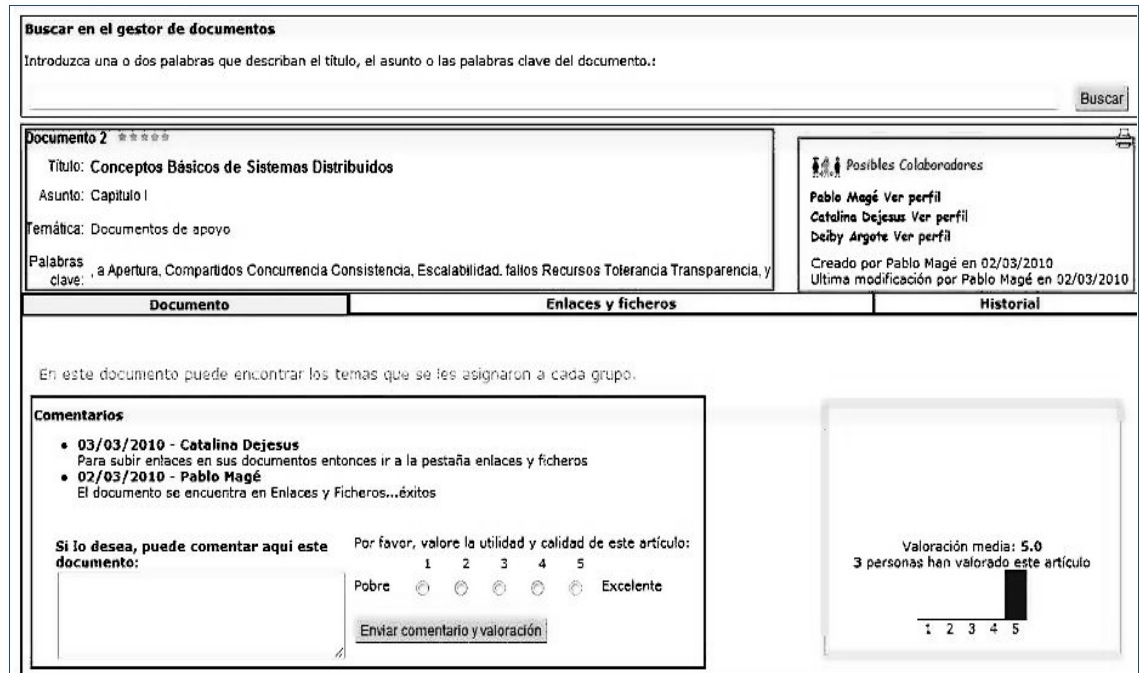 Buscar en el gestor de documentos
Introduzca una o dos palabras que describan el título, el asunto o las palabras clave del documento.:
Buscar
Documento 2
Título: Conceptos Básicos de Sistemas Distribuidos
Asunto: Capitulo I
Temática: Documentos de apoyo
Palabras clave: , a Apertura, Compartidos Concurrencia Consistencia, Escalabilidad. fallos Recursos Tolerancia Transparencia, y
Posibles Colaboradores
Pablo Magé Ver perfil
Catalina Dejesus Ver perfil
Deiby Argote Ver perfil
Creado por Pablo Magé en 02/03/2010
Ultima modificación por Pablo Magé en 02/03/2010
Documento
Enlaces y ficheros
Historial
En este documento puede encontrar los temas que se les asignaron a cada grupo.
Comentarios
• 03/03/2010 - Catalina Dejesus
Para subir enlaces en sus documentos entonces ir a la pestaña enlaces y ficheros
• 02/03/2010 - Pablo Magé
El documento se encuentra en Enlaces y Ficheros...éxitos
Si lo desea, puede comentar aquí este
documento:
Por favor, valore la utilidad y calidad de este artículo:
1 2 3 4 5
Pobre Excelente
Enviar comentario y valoración
Valoración media: 5.0
3 personas han valorado este artículo
1 2 3 4 5